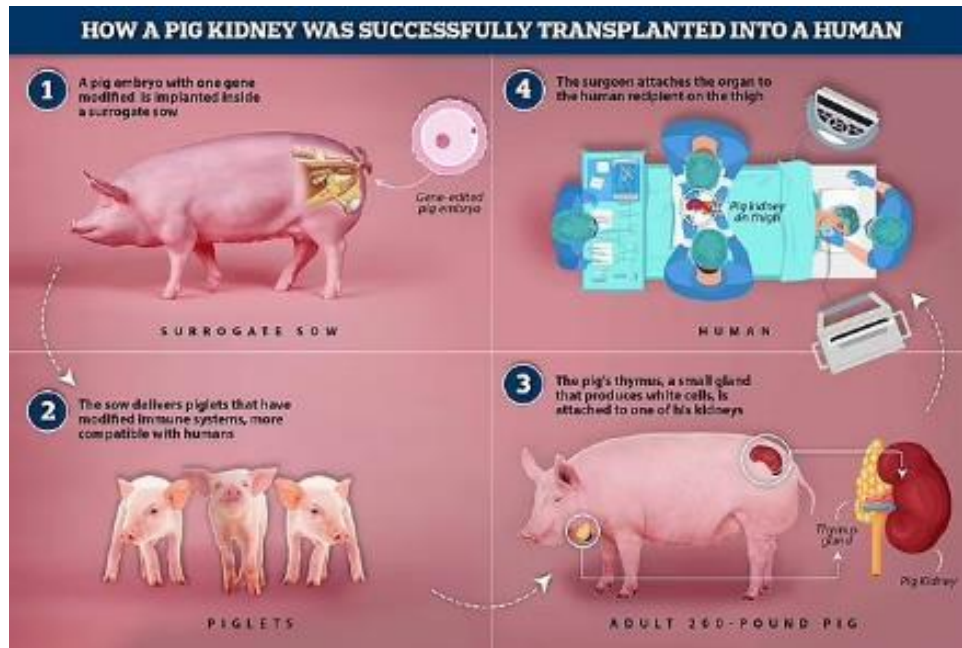 HOW A PIG KIDNEY WAS SUCCESSFULLY TRANSPLANTED INTO A HUMAN
1
A pig embryo with one gene
modified, is implanted inside
a surrogate sow
Gene-edited
pig embryo
SURROGATE SOW
2
The sow delivers piglets that have
modified immune systems, more
compatible with humans
PIGLETS
3
The pig's thymus, a small gland
that produces white cells, is
attached to one of his kidneys
Thymus
gland
Pig Kidney
ADULT 200-POUND PIG
4
The surgeon attaches the organ to
the human recipient on the thigh
Pig kidney
on thigh
HUMAN